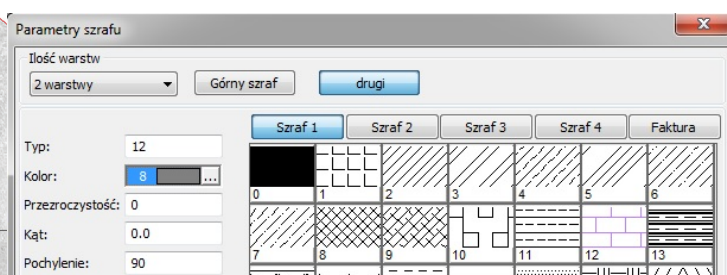 Parametry szrafu
Ilość warstw
2 warstwy Górny szraf drugi
Szraf 1 Szraf 2 Szraf 3 Szraf 4 Faktura
Typ: 12
Kolor: 8 ...
Przezroczystość: 0
Kąt: 0.0
Pochylenie: 90
0 1 2 3 4 5 6
7 8 9 10 11 12 13